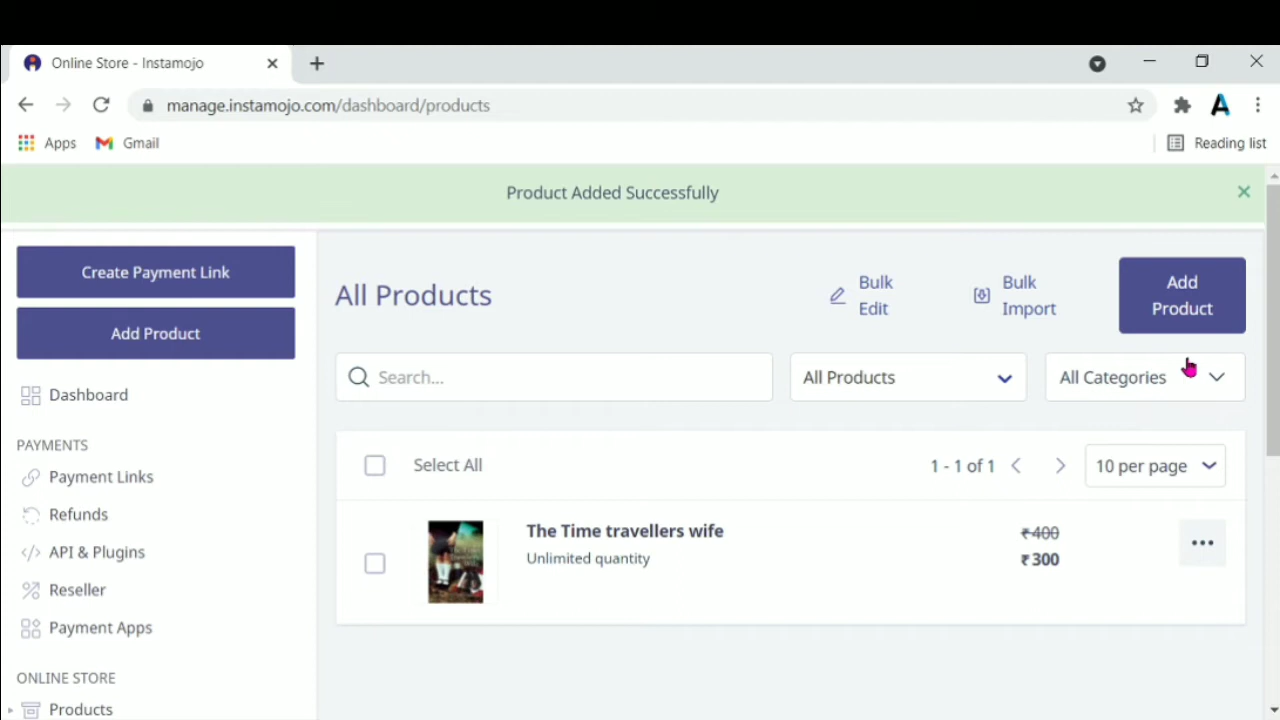 Online Store - Instamojo
manage.instamojo.com/dashboard/products
Apps
Gmail
Reading list
Product Added Successfully
Create Payment Link
Add Product
Dashboard
PAYMENTS
Payment Links
Refunds
API & Plugins
Reseller
Payment Apps
ONLINE STORE
Products
All Products
Bulk
Edit
Bulk
Import
Add
Product
Search...
All Products
All Categories
Select All
1 - 1 of 1
10 per page
The Time travellers wife
Unlimited quantity
₹400
₹300